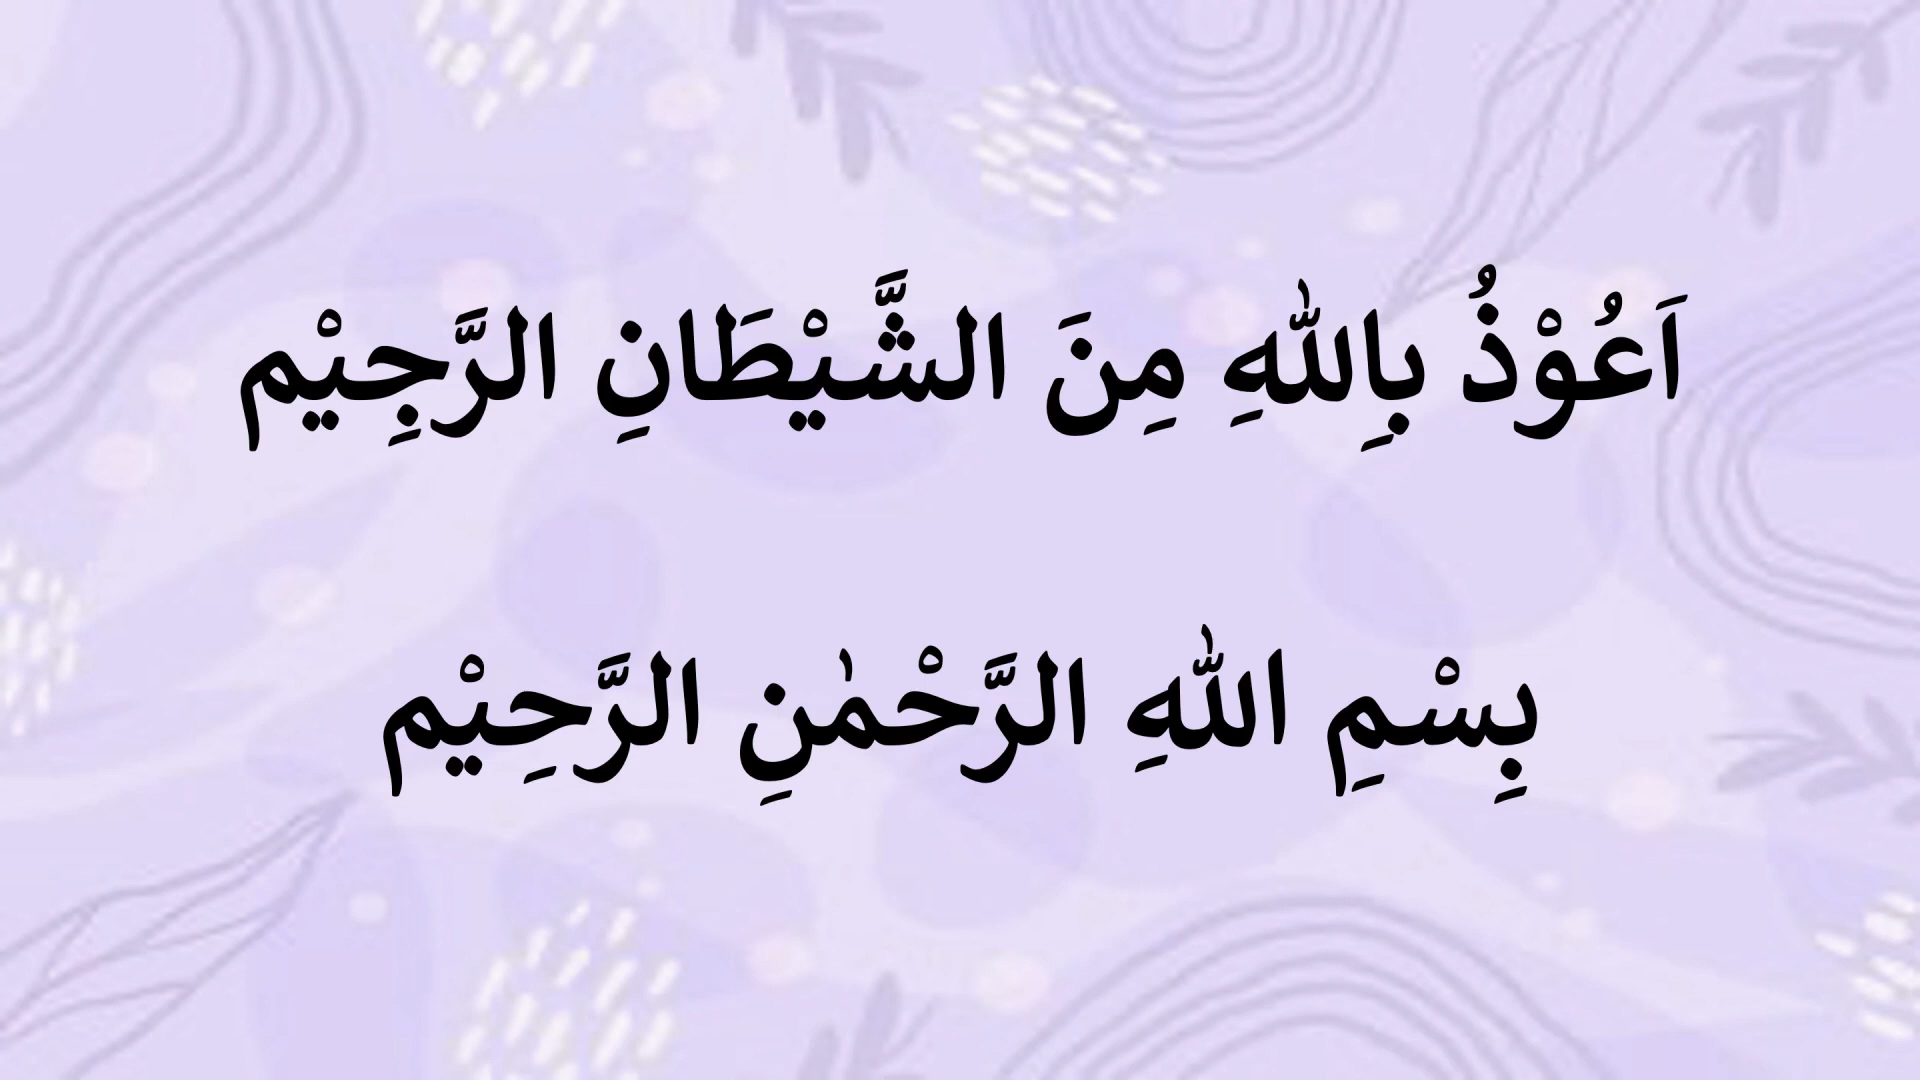 اَعُوْذُ بِاللّٰهِ مِنَ الشَّيْطَانِ الرَّجِيْم
بِسْمِ اللّٰهِ الرَّحْمٰنِ الرَّحِيْم